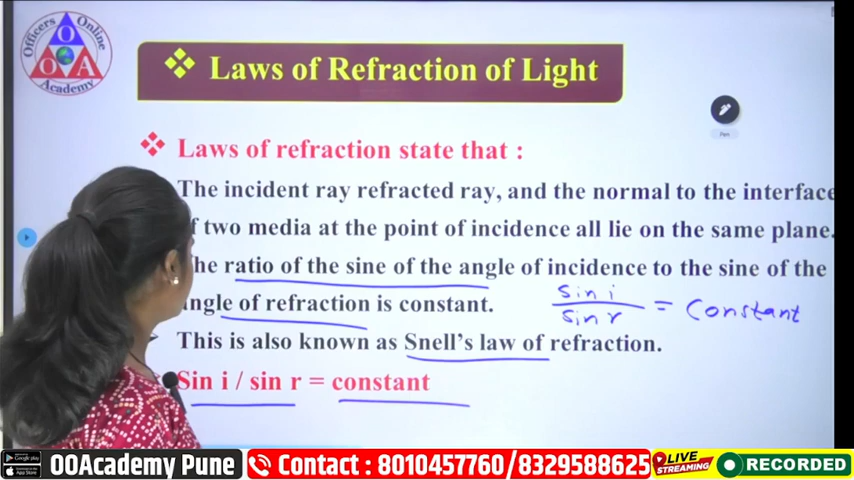 Officers Online
O
O A
Academy
Laws of Refraction of Light
Pen
Laws of refraction state that :
The incident ray refracted ray, and the normal to the interface
two media at the point of incidence all lie on the same plane.
ratio of the sine of the angle of incidence to the sine of the
angle of refraction is constant.
sin i / sin r = constant
This is also known as Snell's law of refraction.
Sin i / sin r = constant
Google play
App Store
OOAcademy Pune
Contact : 8010457760/8329588625
LIVE
STREAMING
RECORDED